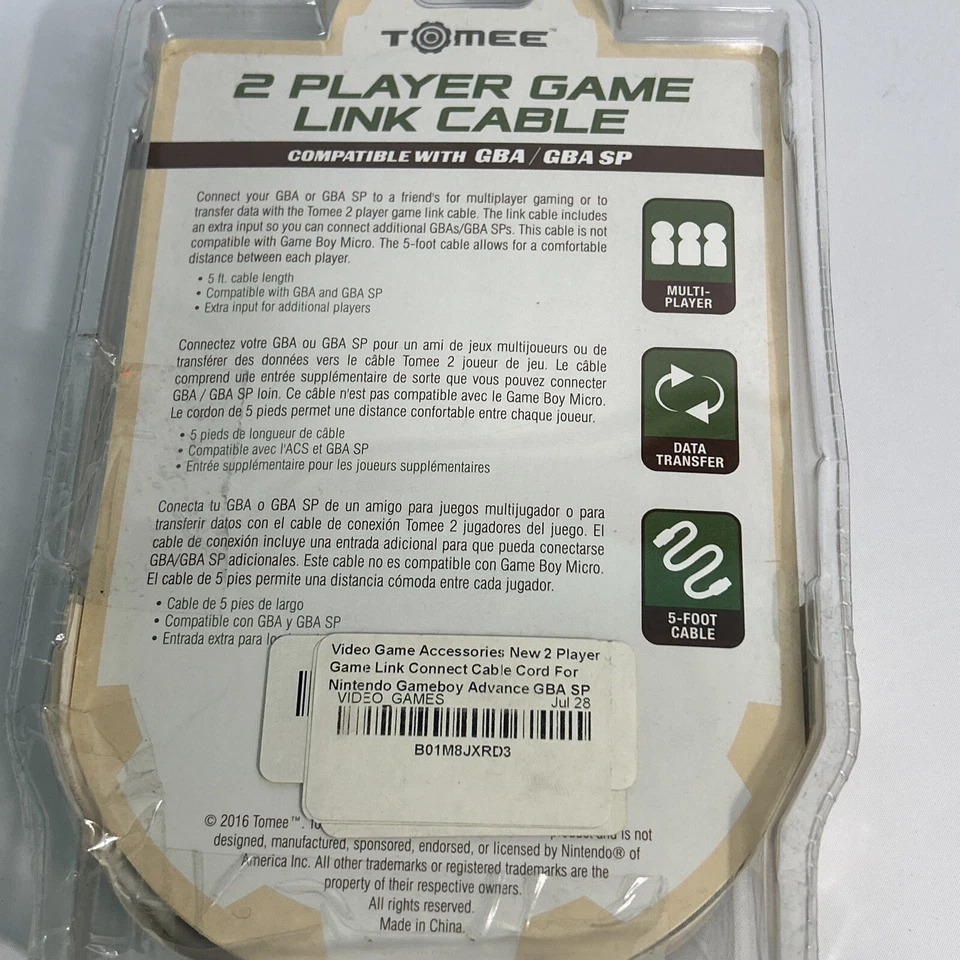 TOMEE™
2 PLAYER GAME
LINK CABLE
COMPATIBLE WITH GBA / GBA SP
Connect your GBA or GBA SP to a friend's for multiplayer gaming or to
transfer data with the Tomee 2 player game link cable. The link cable includes
an extra input so you can connect additional GBAs/GBA SPs. This cable is not
compatible with Game Boy Micro. The 5-foot cable allows for a comfortable
distance between each player.
• 5 ft. cable length
• Compatible with GBA and GBA SP
• Extra input for additional players
MULTI-
PLAYER
Connectez votre GBA ou GBA SP pour un ami de jeux multijoueurs ou de
transférer des données vers le câble Tomee 2 joueur de jeu. Le câble
comprend une entrée supplémentaire de sorte que vous pouvez connecter
GBA / GBA SP loin. Ce câble n'est pas compatible avec le Game Boy Micro.
Le cordon de 5 pieds permet une distance confortable entre chaque joueur.
• 5 pieds de longueur de câble
• Compatible avec l'ACS et GBA SP
• Entrée supplémentaire pour les joueurs supplémentaires
DATA
TRANSFER
Conecta tu GBA o GBA SP de un amigo para juegos multijugador o para
transferir datos con el cable de conexión Tomee 2 jugadores del juego. El
cable de conexión incluye una entrada adicional para que pueda conectarse
GBA/GBA SP adicionales. Este cable no es compatible con Game Boy Micro.
El cable de 5 pies permite una distancia cómoda entre cada jugador.
• Cable de 5 pies de largo
• Compatible con GBA y GBA SP
• Entrada extra para
5-FOOT
CABLE
Video Game Accessories New 2 Player
Game Link Connect Cable Cord For
Nintendo Gameboy Advance GBA SP
VIDEO_GAMES Jul 28
B01M8JXRD3
© 2016 Tomee™. is not
designed, manufactured, sponsored, endorsed, or licensed by Nintendo® of
America Inc. All other trademarks or registered trademarks are the
property of their respective owners.
All rights reserved.
Made in China.